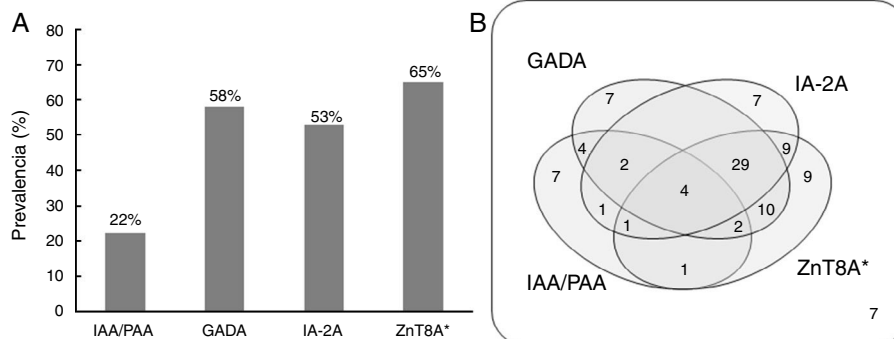 A
Prevalencia (%)
80
70
60
50
40
30
20
10
0
22%
58%
53%
65%
IAA/PAA
GADA
IA-2A
ZnT8A*
B
GADA
IA-2A
7
7
4
9
2
29
7
9
4
1
10
1
2
1
IAA/PAA
ZnT8A*
7